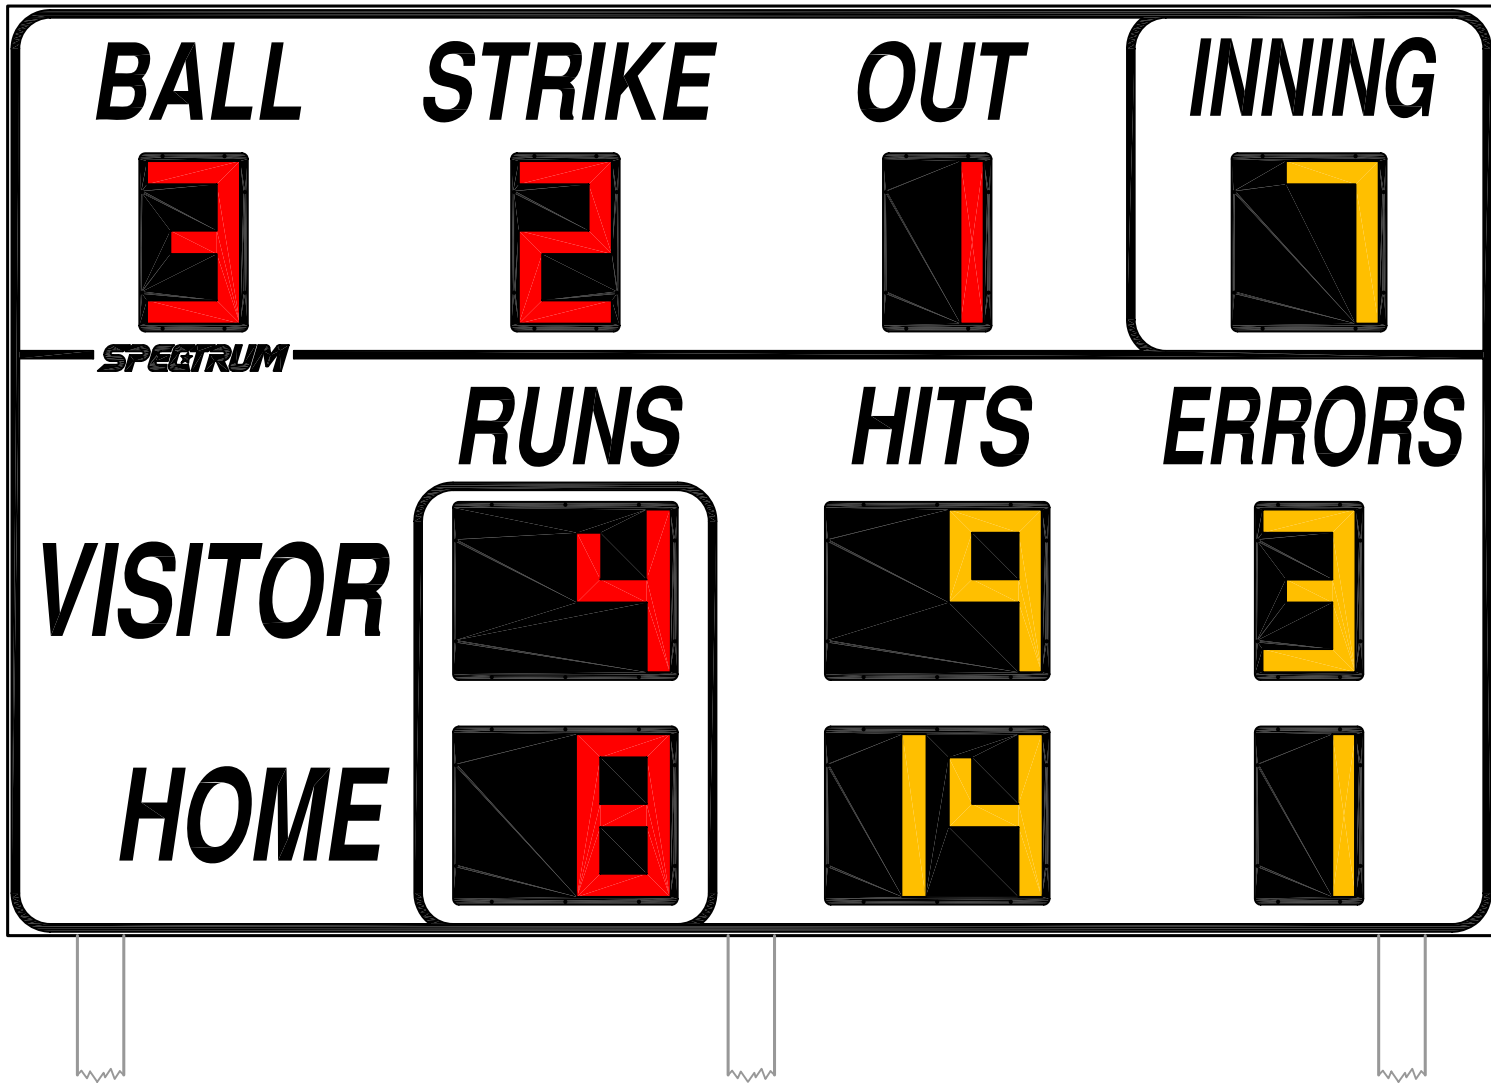 BALL STRIKE OUT INNING
3 2 1 7
SPECTRUM
RUNS HITS ERRORS
VISITOR 4 9 3
HOME 8 14 1